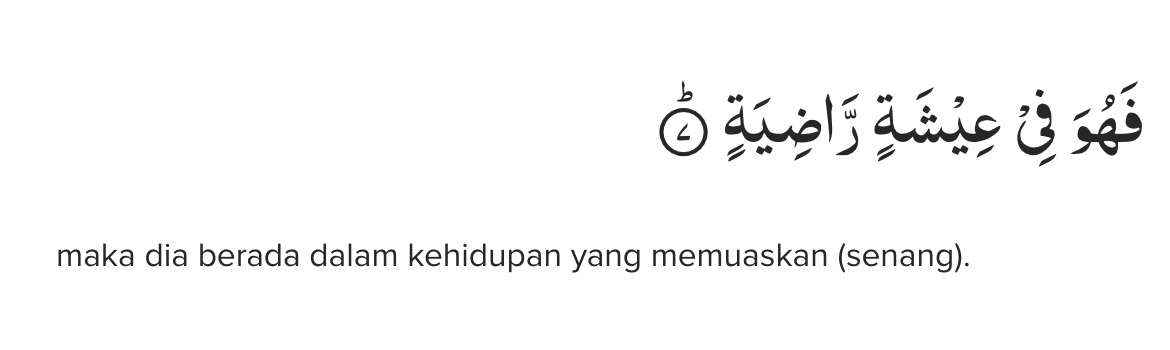 فَهُوَ فِيْ عِيْشَةٍ رَّاضِيَةٍۗ ٧
maka dia berada dalam kehidupan yang memuaskan (senang).